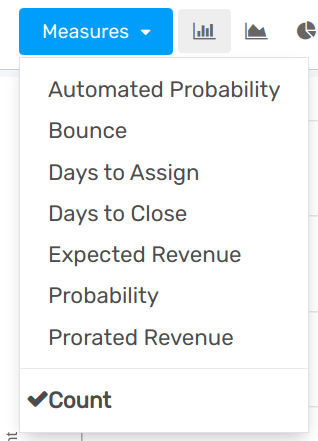 Measures
Automated Probability
Bounce
Days to Assign
Days to Close
Expected Revenue
Probability
Prorated Revenue
Count